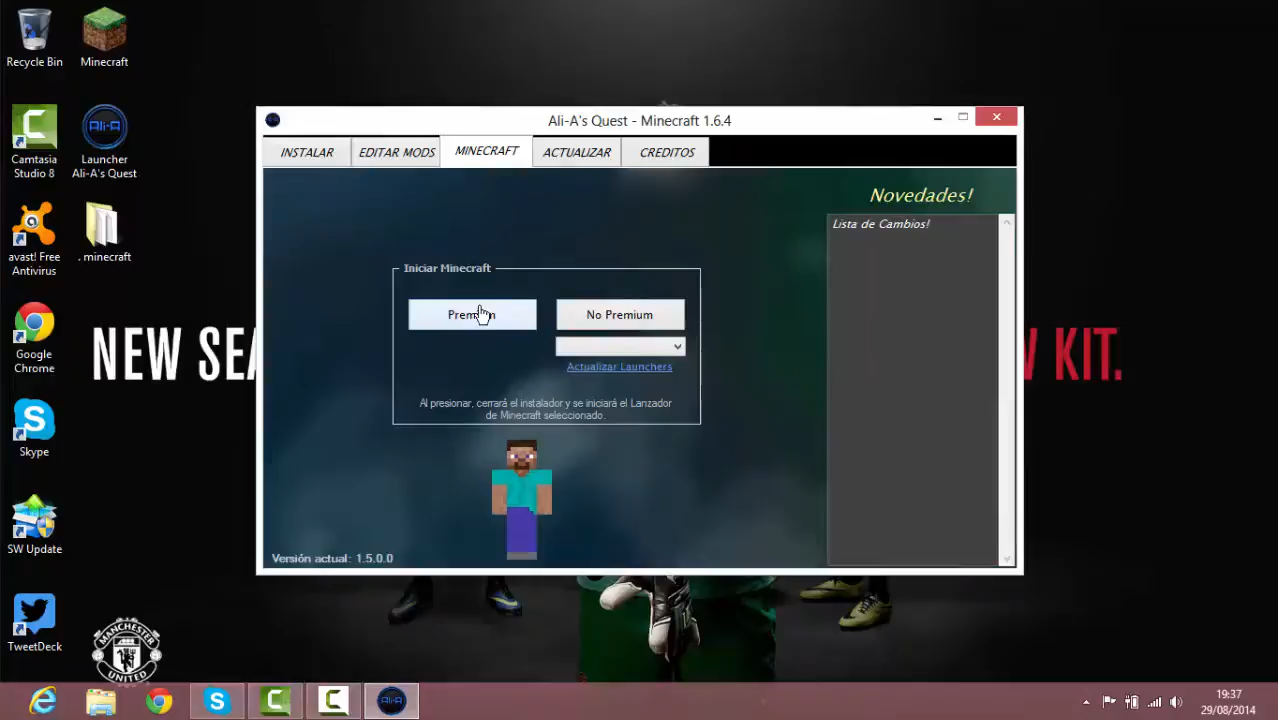 Recycle Bin
Minecraft
Camtasia
Studio 8
Ali-A
Launcher
Ali-A's Quest
avast! Free
Antivirus
.minecraft
Google
Chrome
Skype
SW Update
TweetDeck
NEW SEA
W KIT.
MANCHESTER
UNITED
Ali-A's Quest - Minecraft 1.6.4
INSTALAR
EDITAR MODS
MINECRAFT
ACTUALIZAR
CREDITOS
Novedades!
Lista de Cambios!
Iniciar Minecraft
Premium
No Premium
Actualizar Launchers
Al presionar, cerrará el instalador y se iniciará el Lanzador
de Minecraft seleccionado.
Versión actual: 1.5.0.0
Ali-A
19:37
29/08/2014